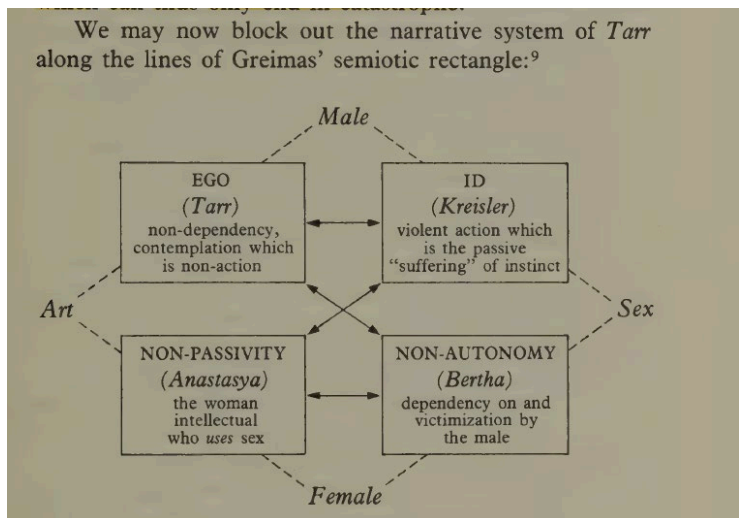 We may now block out the narrative system of Tarr
along the lines of Greimas' semiotic rectangle:⁹
Male
EGO
(Tarr)
non-dependency,
contemplation which
is non-action
ID
(Kreisler)
violent action which
is the passive
“suffering” of instinct
Art
Sex
NON-PASSIVITY
(Anastasya)
the woman
intellectual
who uses sex
NON-AUTONOMY
(Bertha)
dependency on and
victimization by
the male
Female